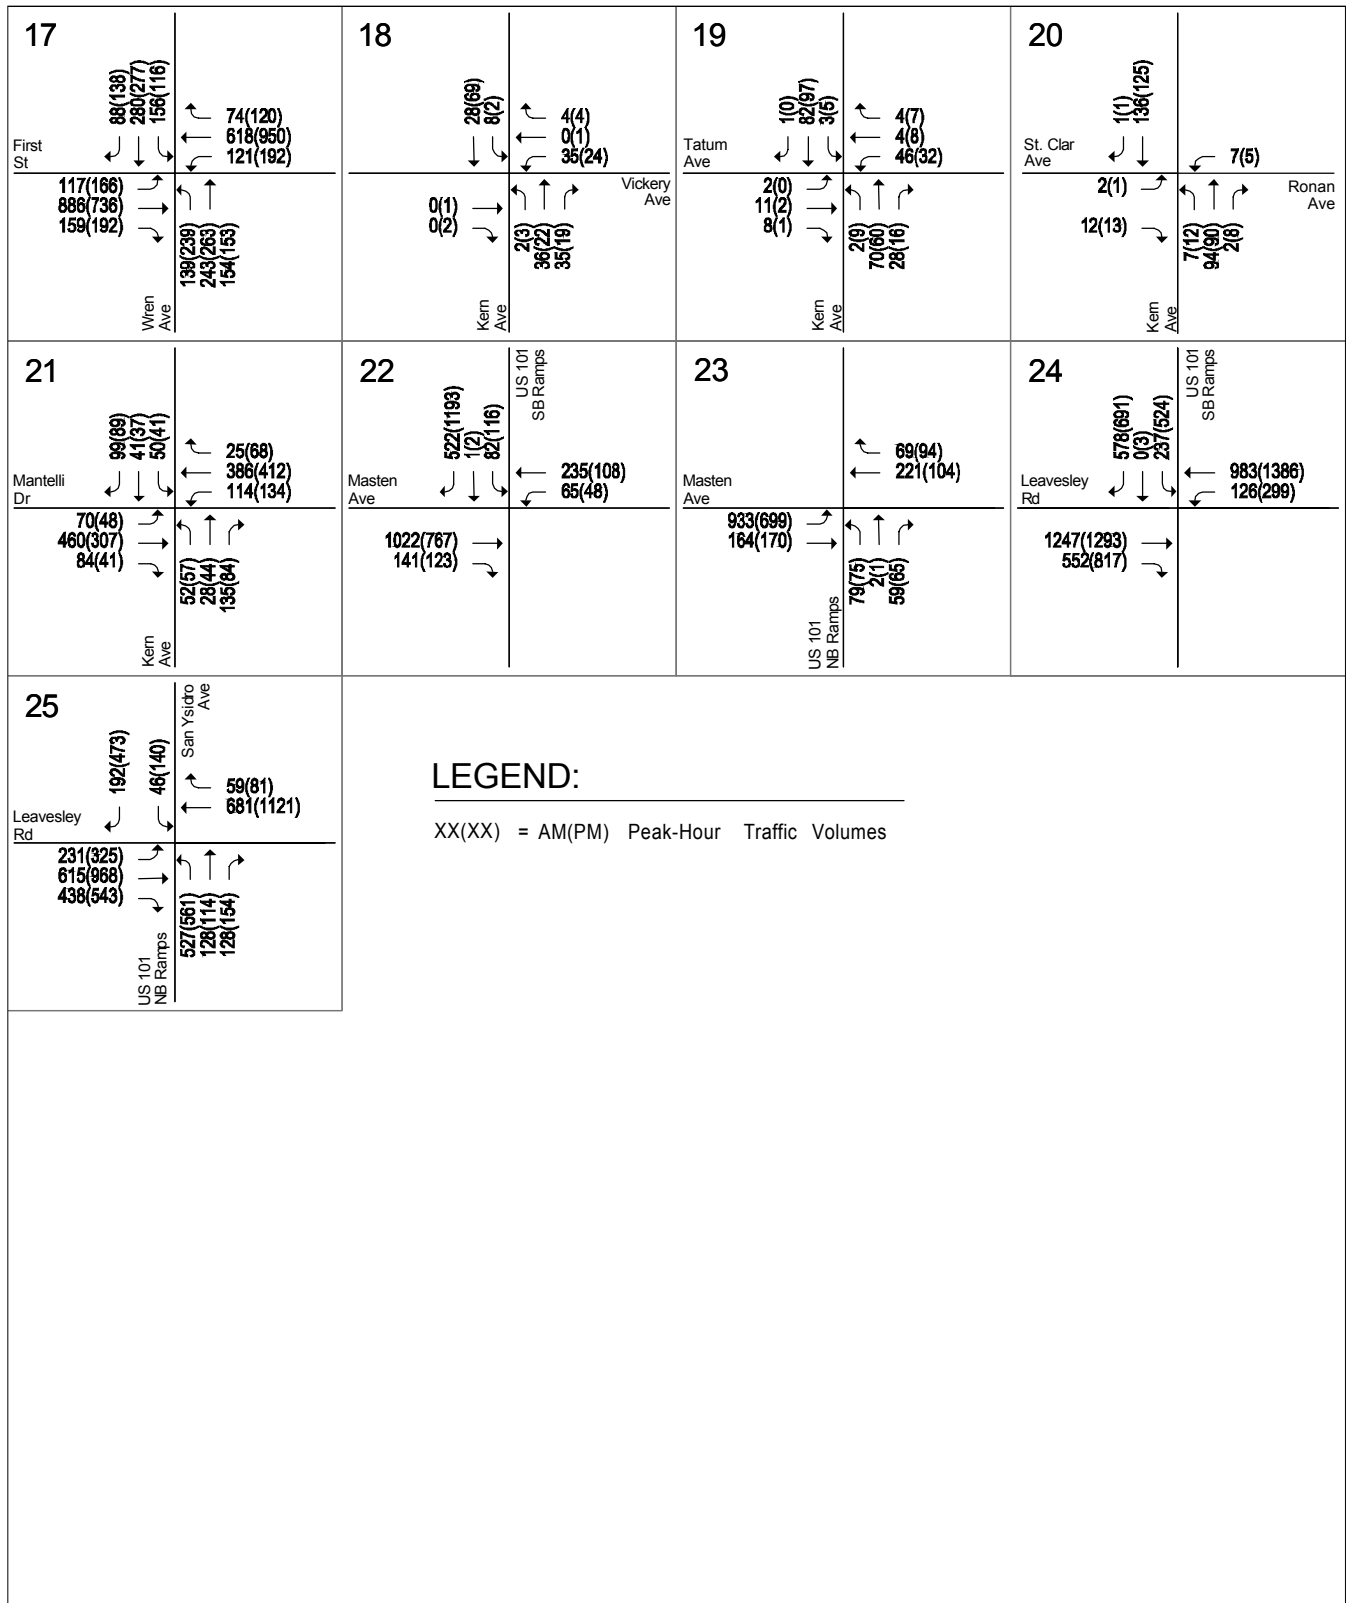 17
88(138)
280(277)
156(116)
74(120)
618(950)
121(192)
First
St
117(166)
886(736)
159(192)
139(239)
243(263)
154(153)
Wren
Ave
18
28(69)
8(2)
4(4)
0(1)
35(24)
Vickery
Ave
0(1)
0(2)
2(3)
36(22)
35(19)
Kern
Ave
19
1(0)
82(97)
3(5)
4(7)
4(8)
46(32)
Tatum
Ave
2(0)
11(2)
8(1)
2(9)
70(60)
28(16)
Kern
Ave
20
1(1)
136(125)
7(5)
St. Clar
Ave
2(1)
12(13)
Ronan
Ave
7(12)
94(90)
2(8)
Kern
Ave
21
99(89)
41(37)
50(41)
25(68)
386(412)
114(134)
Mantelli
Dr
70(48)
460(307)
84(41)
52(57)
28(44)
135(84)
Kern
Ave
22
522(1193)
1(2)
82(116)
US 101
SB Ramps
235(108)
65(48)
Masten
Ave
1022(767)
141(123)
23
69(94)
221(104)
Masten
Ave
933(699)
164(170)
79(75)
2(1)
59(65)
US 101
NB Ramps
24
578(691)
0(3)
237(524)
US 101
SB Ramps
983(1386)
126(299)
Leavesley
Rd
1247(1293)
552(817)
25
192(473)
46(140)
San Ysidro
Ave
59(81)
681(1121)
Leavesley
Rd
231(325)
615(968)
438(543)
527(561)
128(114)
128(154)
US 101
NB Ramps
LEGEND:
XX(XX) = AM(PM) Peak-Hour Traffic Volumes